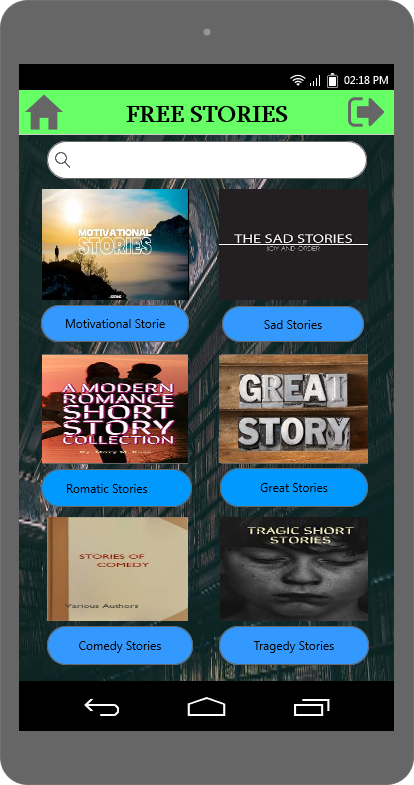 02:18 PM
FREE STORIES
MOTIVATIONAL
STORIES
THE SAD STORIES
JOY AND ORDER
Motivational Storie
Sad Stories
A MODERN
ROMANCE
SHORT
STORY
COLLECTION
By: Mary M.
GREAT
STORY
Romatic Stories
Great Stories
STORIES OF
COMEDY
Various Authors
TRAGIC SHORT
STORIES
Comedy Stories
Tragedy Stories